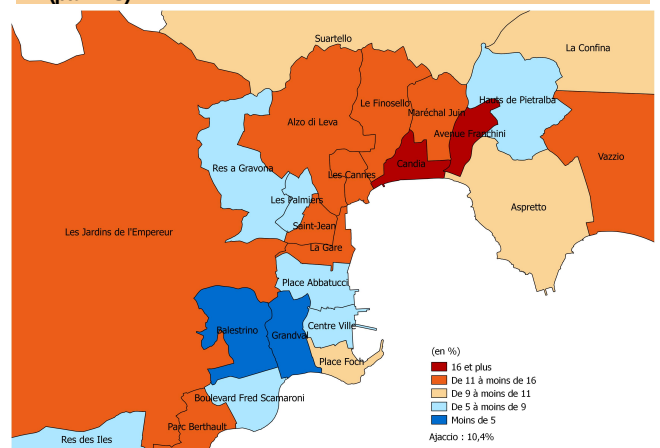 Suartello
La Confina
Le Finosello
Hauts de Pietralba
Maréchal Juin
Alzo di Leva
Avenue Franchini
Candia
Vazzio
Res a Gravona
Les Cannes
Les Palmiers
Aspretto
Saint-Jean
Les Jardins de l'Empereur
La Gare
Place Abbatucci
Centre Ville
Balestrino
Grandval
Place Foch
Boulevard Fred Scamaroni
Parc Berthault
Res des Iles
(en %)
16 et plus
De 11 à moins de 16
De 9 à moins de 11
De 5 à moins de 9
Moins de 5
Ajaccio : 10,4%